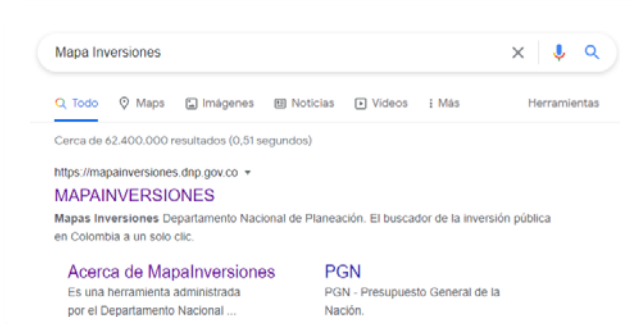 Mapa Inversiones
Todo Maps Imágenes Noticias Videos Más Herramientas
Cerca de 62.400.000 resultados (0,51 segundos)
https://mapainversiones.dnp.gov.co
MAPAINVERSIONES
Mapas Inversiones Departamento Nacional de Planeación. El buscador de la inversión pública
en Colombia a un solo clic.
Acerca de MapaInversiones
Es una herramienta administrada
por el Departamento Nacional ...
PGN
PGN - Presupuesto General de la
Nación.